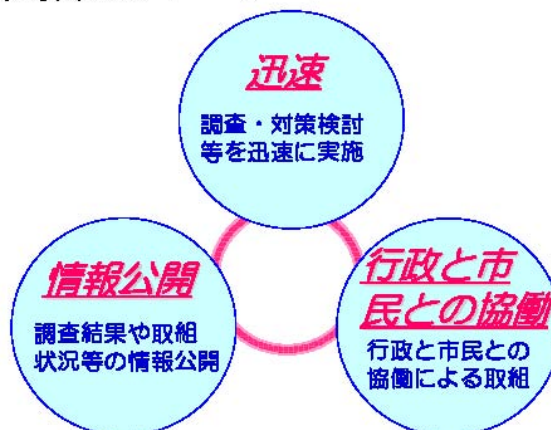 迅速
調査・対策検討
等を迅速に実施
情報公開
調査結果や取組
状況等の情報公開
行政と市
民との協働
行政と市民との
協働による取組